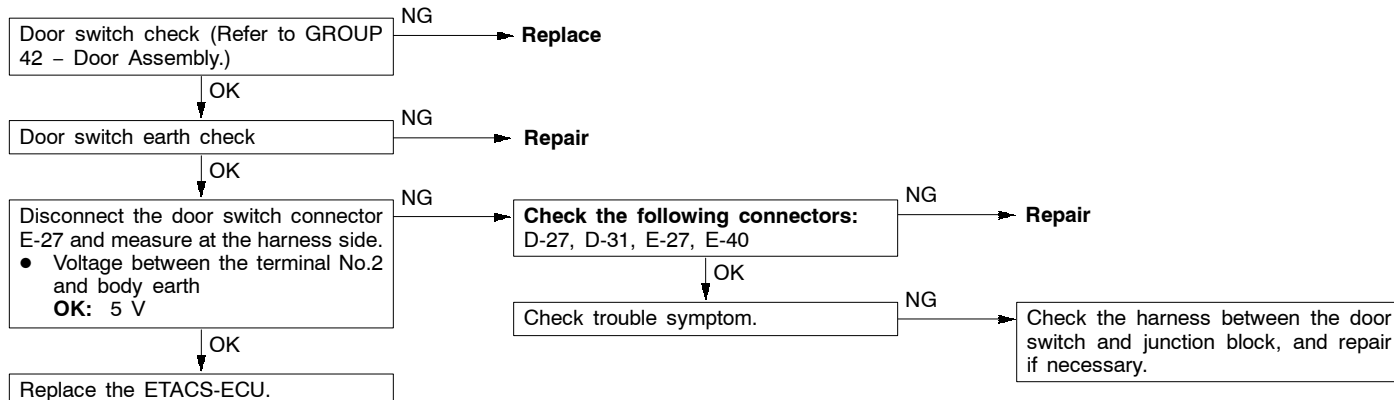 Door switch check (Refer to GROUP
42 – Door Assembly.)
NG
Replace
OK
Door switch earth check
NG
Repair
OK
Disconnect the door switch connector
E-27 and measure at the harness side.
● Voltage between the terminal No.2
and body earth
OK: 5 V
NG
Check the following connectors:
D-27, D-31, E-27, E-40
NG
Repair
OK
Check trouble symptom.
NG
Check the harness between the door
switch and junction block, and repair
if necessary.
OK
Replace the ETACS-ECU.